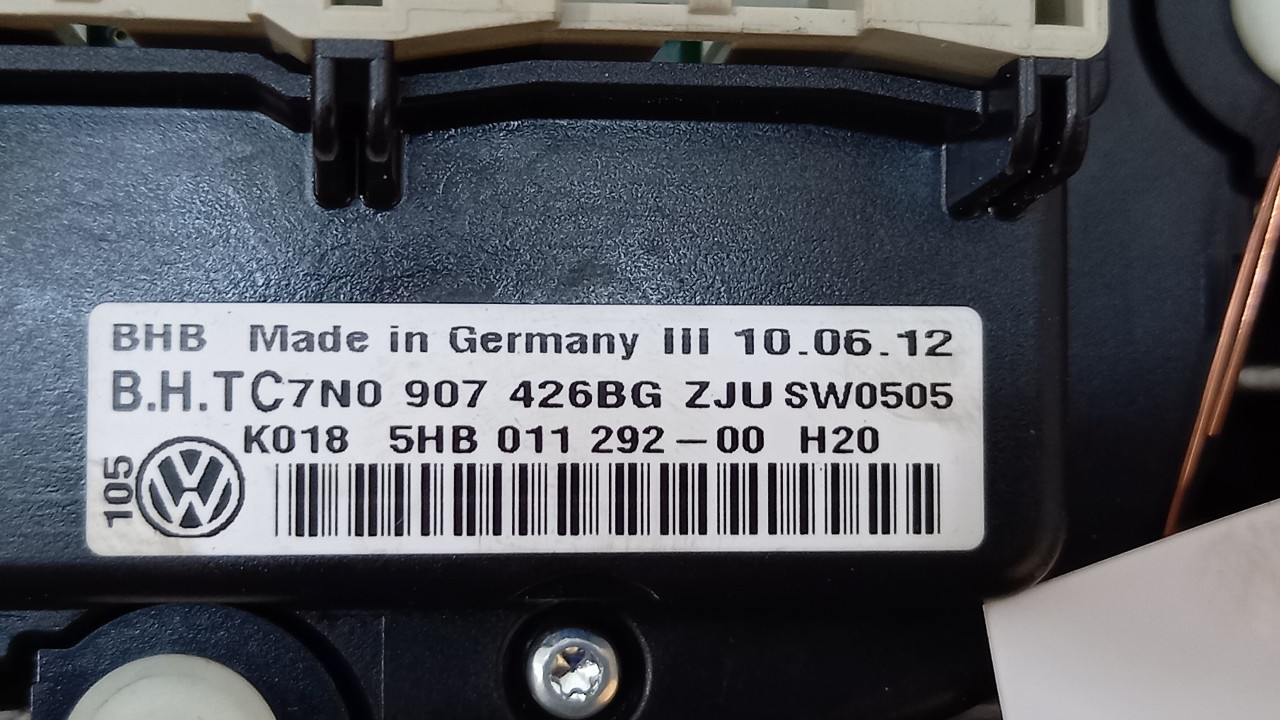 BHB Made in Germany III 10.06.12
B.H.TC7N0 907 426BG ZJU SW0505
K018 5HB 011 292-00 H20
105